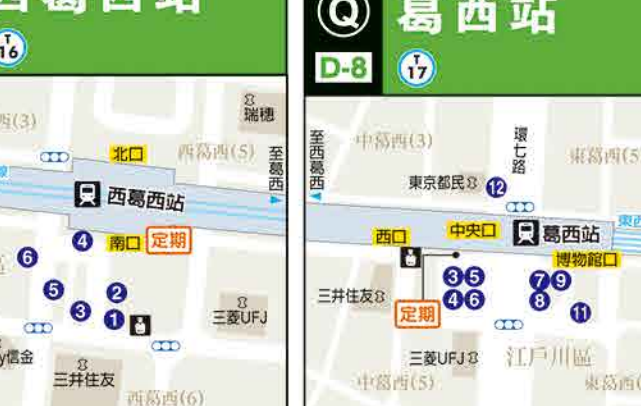 西葛西站
T
16
西(3)
瑞穂
北口
西葛西(5)
至葛西
西葛西站
4
南口
定期
6
5
2
3
1
三菱UFJ
信金
三井住友
西葛西(6)
Q
葛西站
D-8
T
17
至西葛西
中葛西(3)
環七路
東葛西(5
東京都民
12
西口
中央口
葛西站
東西
博物館口
三井住友
定期
3 5
4 6
7 9
8
11
三菱UFJ
江戶川區
中葛西(5)
東葛西(